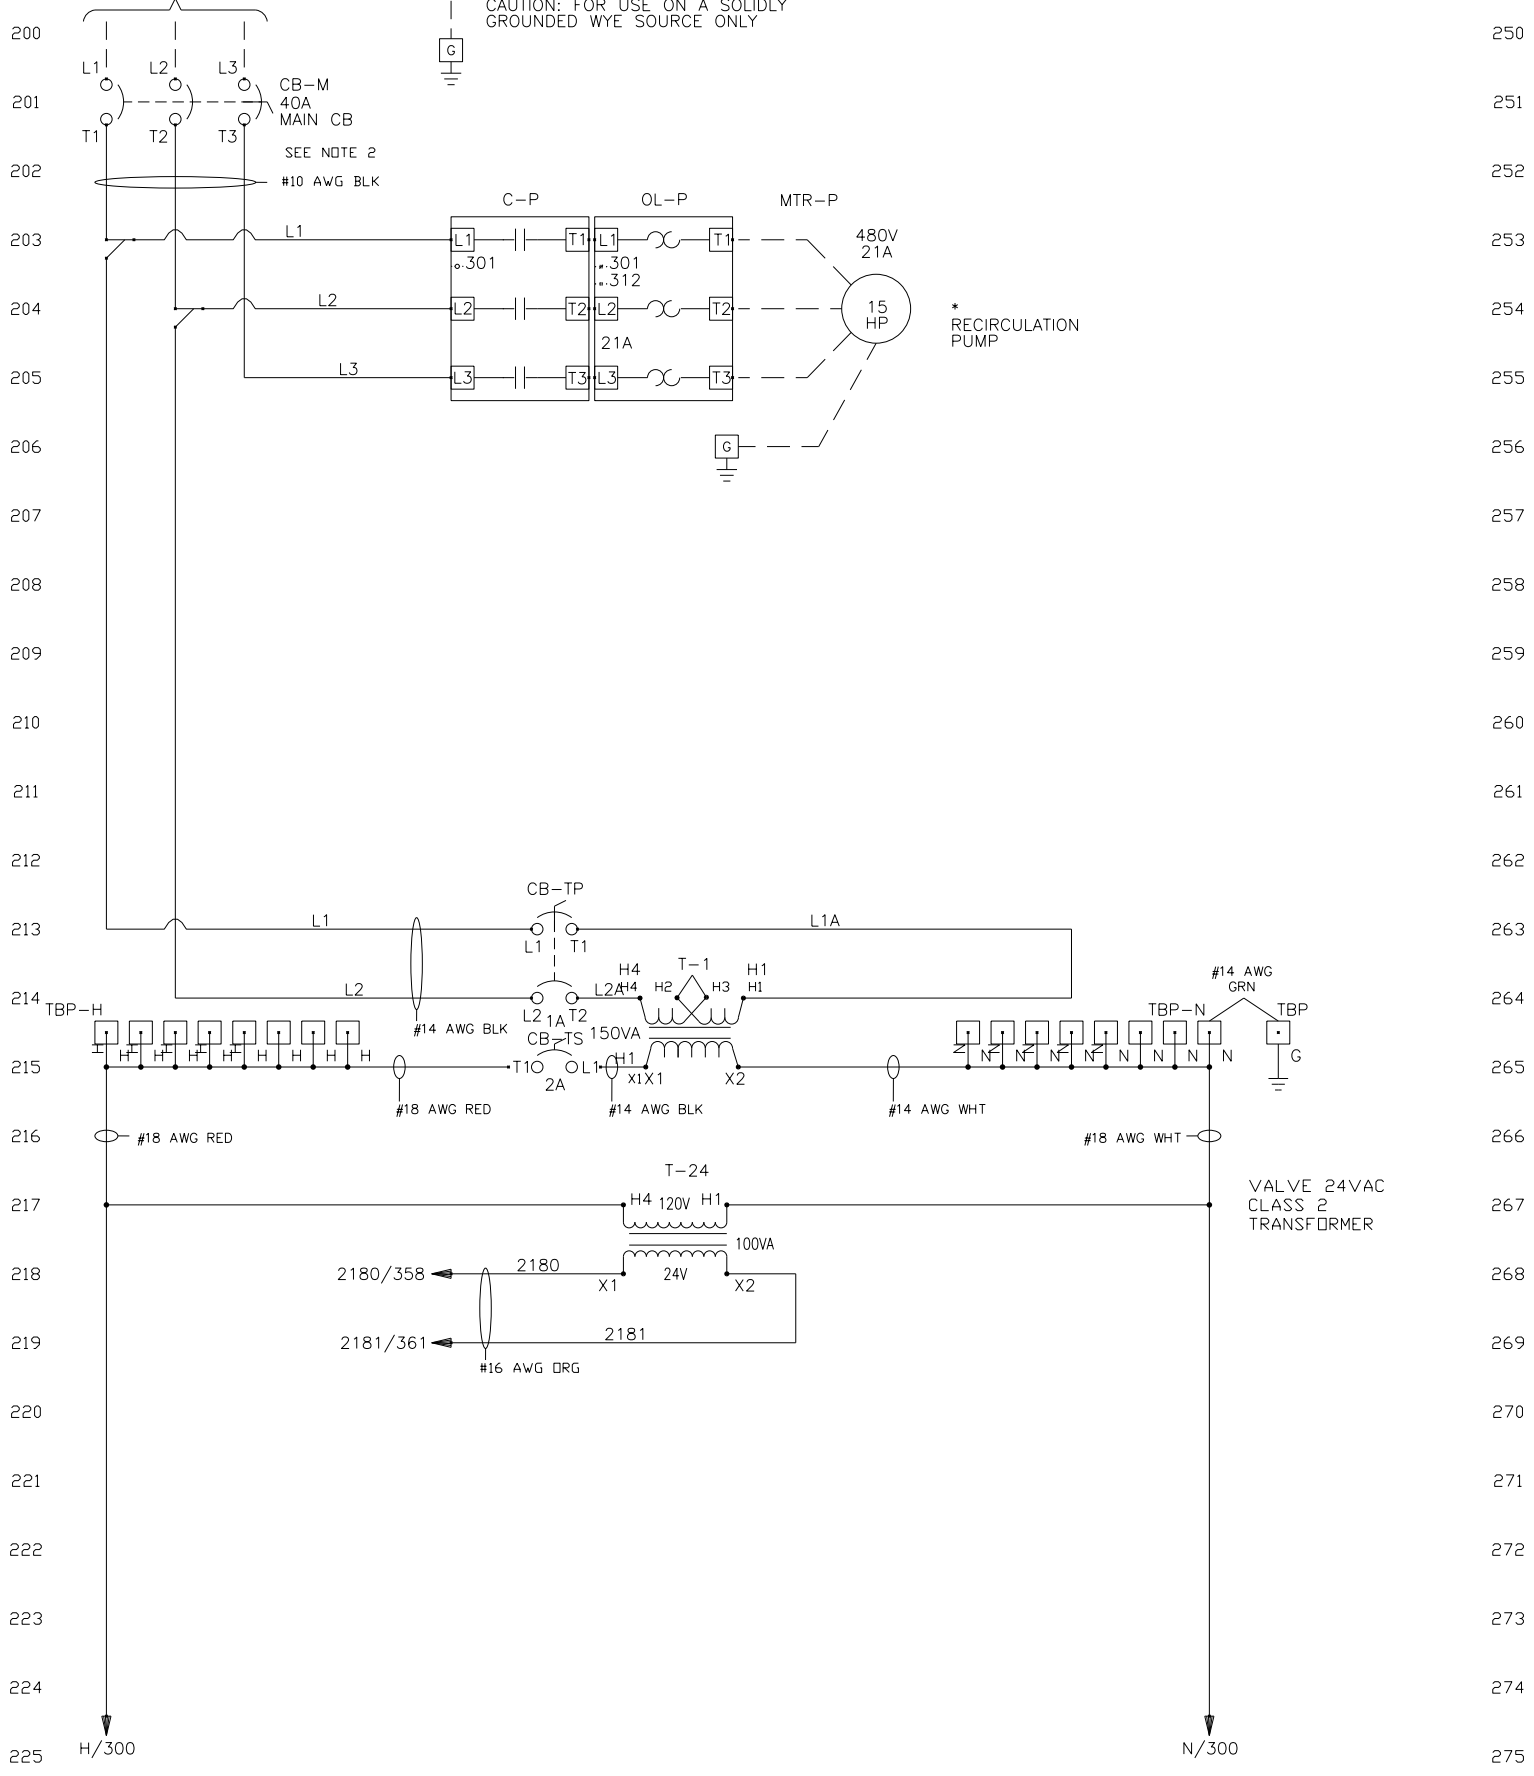 CAUTION: FOR USE ON A SOLIDLY
GROUNDED WYE SOURCE ONLY
200
250
G
L1 L2 L3
CB-M
40A
MAIN CB
201
251
T1 T2 T3
SEE NOTE 2
202
252
#10 AWG BLK
C-P
OL-P
MTR-P
203
L1
L1 T1 L1 T1
480V
21A
253
.301
.301
.312
204
L2
L2 T2 L2 T2
15
HP
*
RECIRCULATION
PUMP
254
21A
205
L3
L3 T3 L3 T3
255
206
G
256
207
257
208
258
209
259
210
260
211
261
212
262
CB-TP
213
L1
L1A
263
L1 T1
T-1
H4
H1
#14 AWG
GRN
214
L2
L2A
H4 H2 H3 H1
264
TBP-H
L2 T2
1A
150VA
TBP-N
TBP
#14 AWG BLK
CB-TS
H H H H H H H H H H H H
H1
N N N N N N N N N N N
G
215
T1 L1
X1 X1
X2
265
2A
#18 AWG RED
#14 AWG BLK
#14 AWG WHT
216
#18 AWG RED
#18 AWG WHT
266
T-24
217
H4 120V H1
VALVE 24VAC
CLASS 2
TRANSFORMER
267
100VA
218
2180/358
2180
24V
X1
X2
268
219
2181/361
2181
269
#16 AWG ORG
220
270
221
271
222
272
223
273
224
274
225
H/300
N/300
275